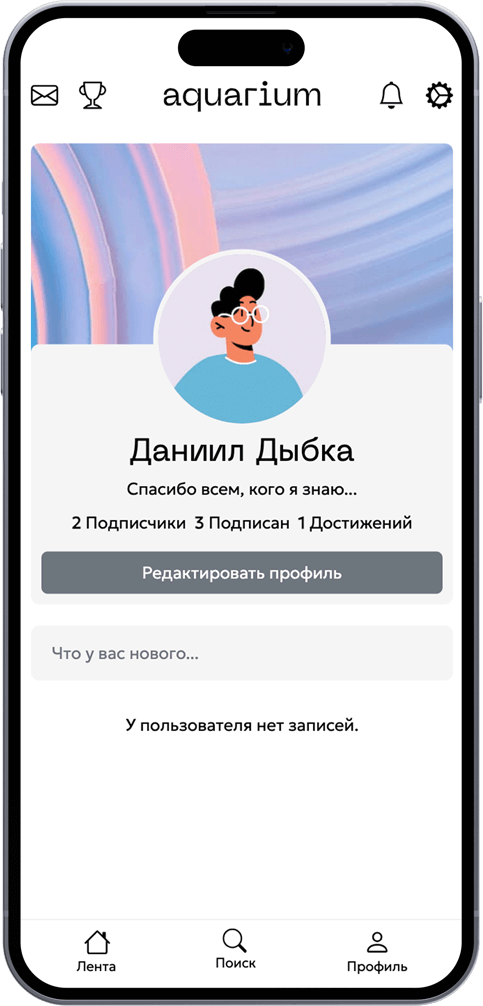 aquarium
Даниил Дыбка
Спасибо всем, кого я знаю...
2 Подписчики 3 Подписан 1 Достижений
Редактировать профиль
Что у вас нового...
У пользователя нет записей.
Лента Поиск Профиль